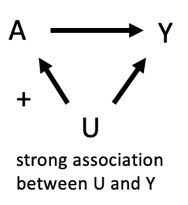 A Y
+
U
strong association
between U and Y